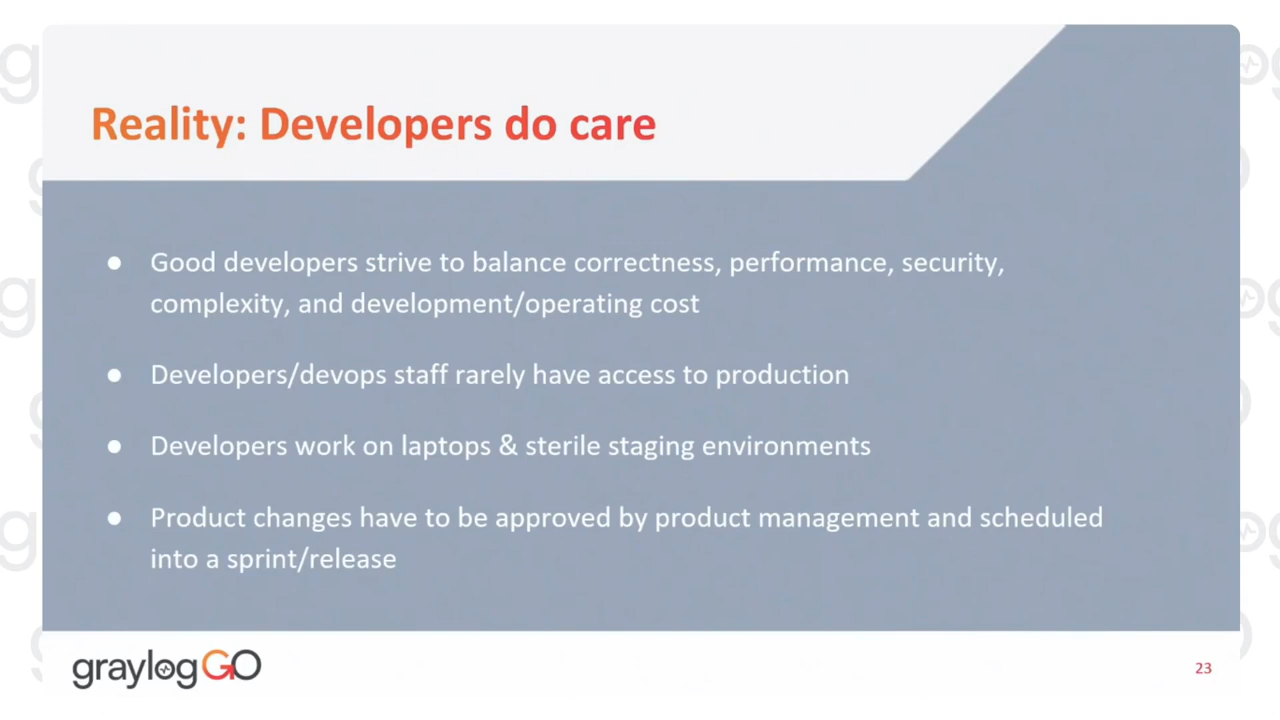 Reality: Developers do care
● Good developers strive to balance correctness, performance, security,
complexity, and development/operating cost
● Developers/devops staff rarely have access to production
● Developers work on laptops & sterile staging environments
● Product changes have to be approved by product management and scheduled
into a sprint/release
graylogGO
23